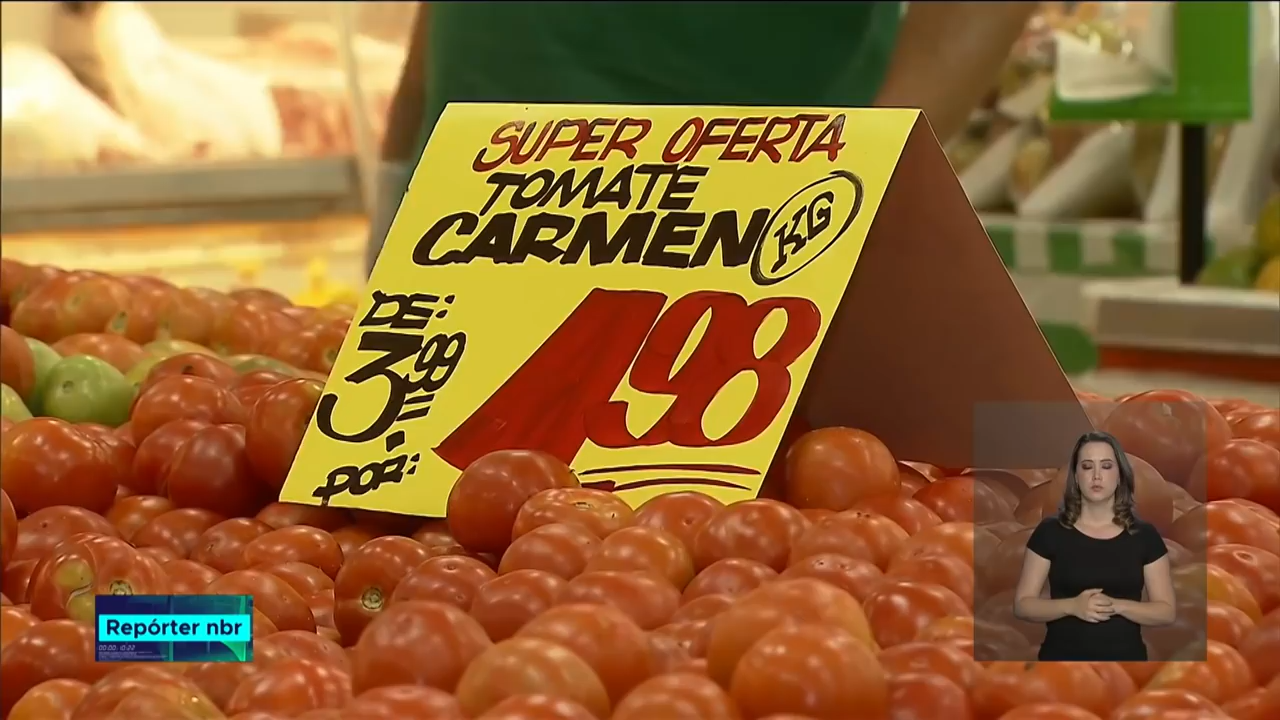 SUPER OFERTA
TOMATE
CARMEN KG
DE:
3,99
POR:
1,98
Repórter nbr